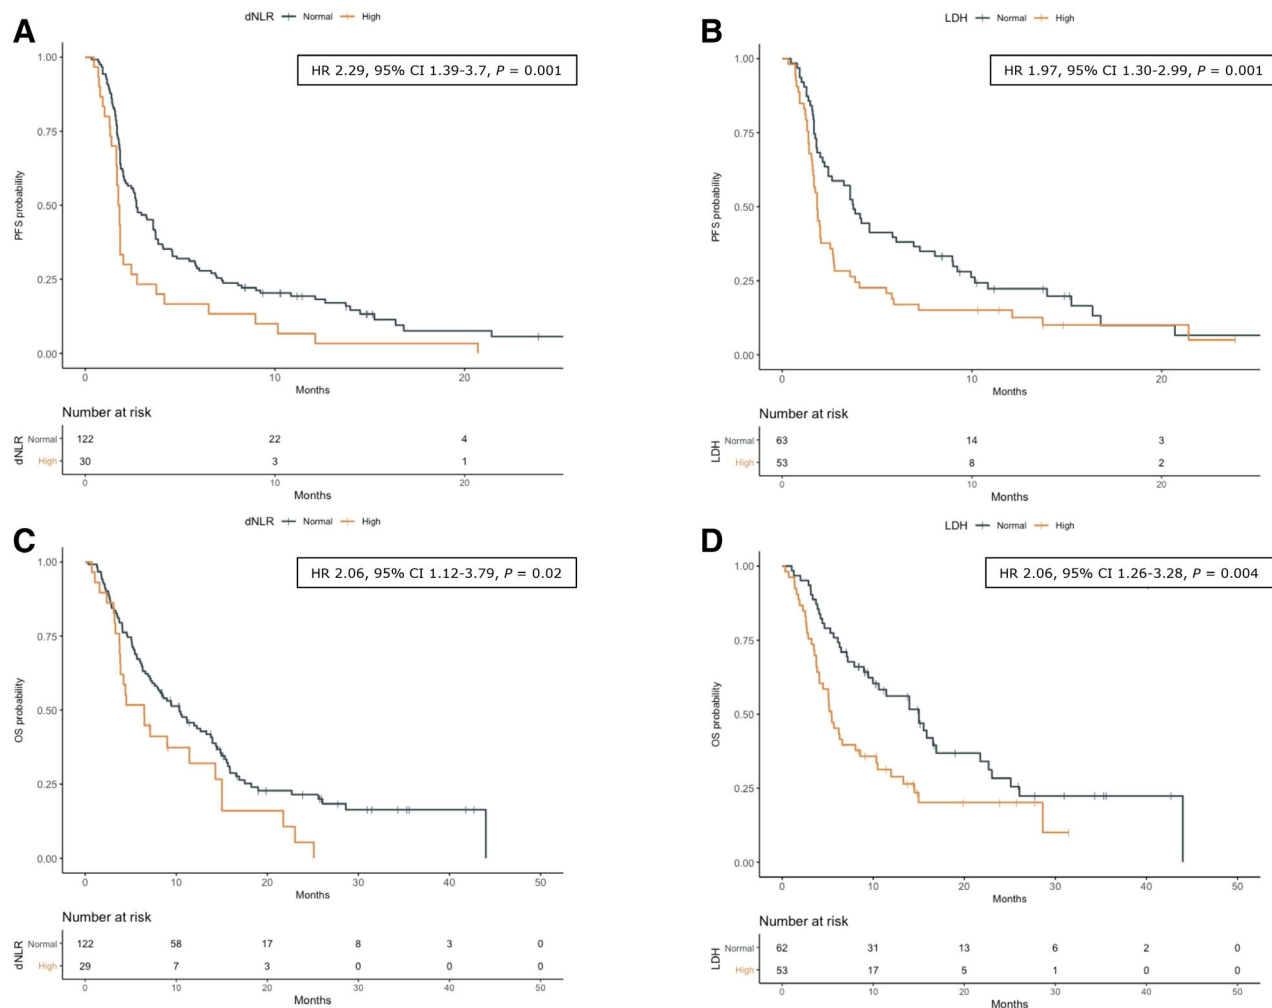 A
dNLR Normal High
HR 2.29, 95% CI 1.39-3.7, P = 0.001
PFS probability
1.00
0.75
0.50
0.25
0.00
0 10 20
Months
Number at risk
dNLR
Normal 122 22 4
High 30 3 1
0 10 20
Months
B
LDH Normal High
HR 1.97, 95% CI 1.30-2.99, P = 0.001
PFS probability
1.00
0.75
0.50
0.25
0.00
0 10 20
Months
Number at risk
LDH
Normal 63 14 3
High 53 8 2
0 10 20
Months
C
dNLR Normal High
HR 2.06, 95% CI 1.12-3.79, P = 0.02
OS probability
1.00
0.75
0.50
0.25
0.00
0 10 20 30 40 50
Months
Number at risk
dNLR
Normal 122 58 17 8 3 0
High 29 7 3 0 0 0
0 10 20 30 40 50
Months
D
LDH Normal High
HR 2.06, 95% CI 1.26-3.28, P = 0.004
OS probability
1.00
0.75
0.50
0.25
0.00
0 10 20 30 40 50
Months
Number at risk
LDH
Normal 62 31 13 6 2 0
High 53 17 5 1 0 0
0 10 20 30 40 50
Months